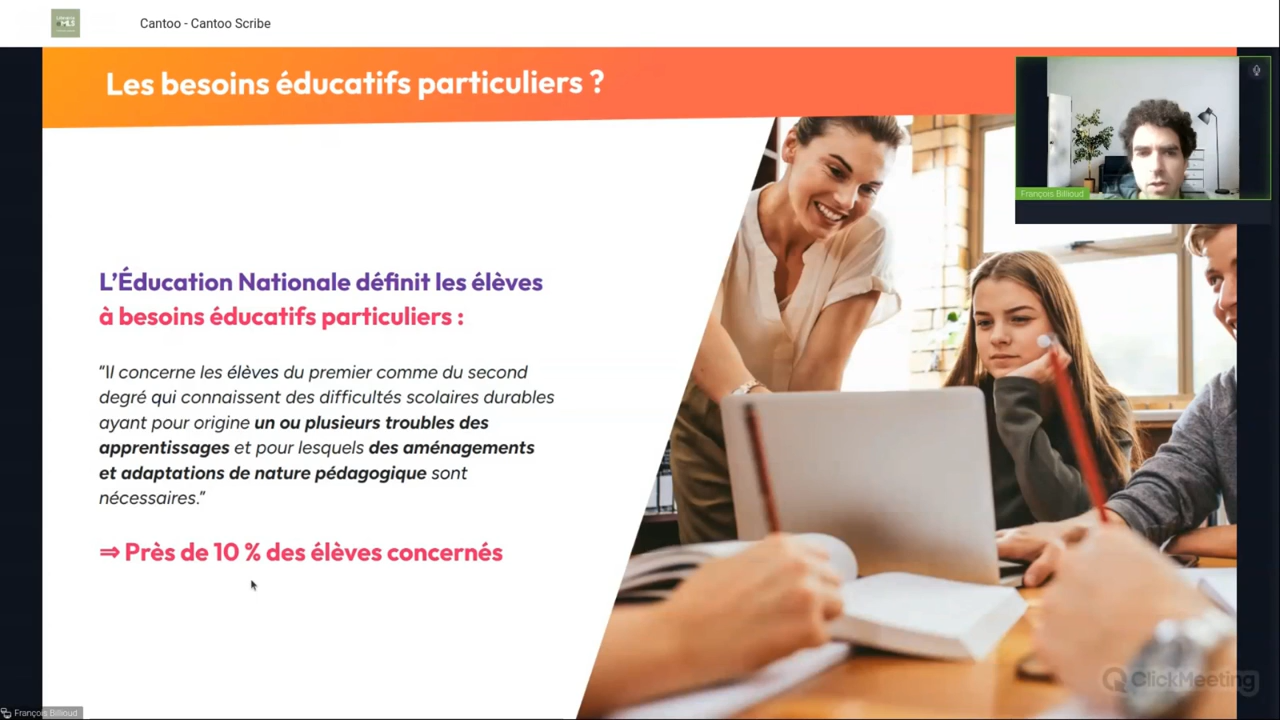 Cantoo - Cantoo Scribe
Les besoins éducatifs particuliers ?
François Billioud
L’Éducation Nationale définit les élèves
à besoins éducatifs particuliers :
“Il concerne les élèves du premier comme du second
degré qui connaissent des difficultés scolaires durables
ayant pour origine un ou plusieurs troubles des
apprentissages et pour lesquels des aménagements
et adaptations de nature pédagogique sont
nécessaires.”
⇒ Près de 10 % des élèves concernés
ClickMeeting
François Billioud